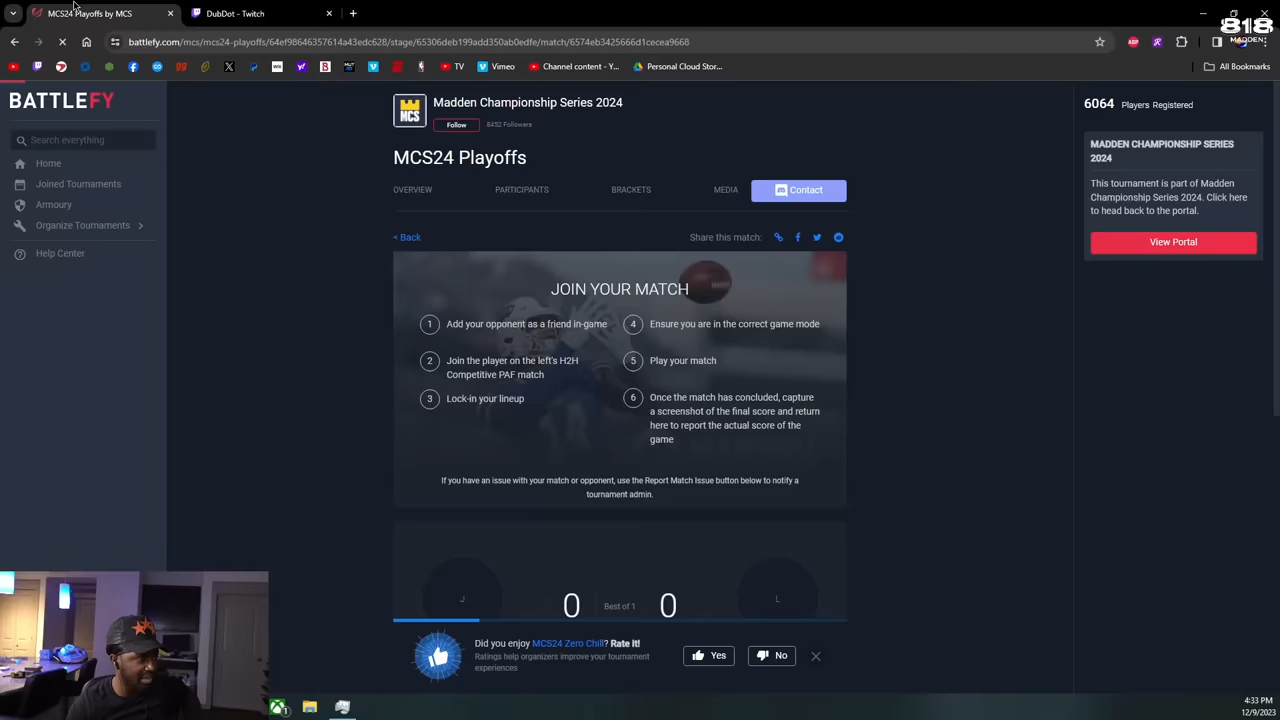 MCS24 Playoffs by MCS
DubDot - Twitch
818
MADDEN
battlefy.com/mcs/mcs24-playoffs/64ef98646357614a43edc628/stage/65306deb199add350ab0edfe/match/6574eb3425666d1cecea9668
TV
Vimeo
Channel content - Y...
Personal Cloud Stor...
All Bookmarks
BATTLEFY
Search everything
Home
Joined Tournaments
Armoury
Organize Tournaments
Help Center
MCS
Madden Championship Series 2024
Follow
8452 Followers
MCS24 Playoffs
OVERVIEW
PARTICIPANTS
BRACKETS
MEDIA
Contact
< Back
Share this match:
JOIN YOUR MATCH
1 Add your opponent as a friend in-game
2 Join the player on the left's H2H
Competitive PAF match
3 Lock-in your lineup
4 Ensure you are in the correct game mode
5 Play your match
6 Once the match has concluded, capture
a screenshot of the final score and return
here to report the actual score of the
game
If you have an issue with your match or opponent, use the Report Match Issue button below to notify a
tournament admin.
J
0
Best of 1
0
L
Did you enjoy MCS24 Zero Chill? Rate it!
Ratings help organizers improve your tournament
experiences
Yes
No
6064 Players Registered
MADDEN CHAMPIONSHIP SERIES
2024
This tournament is part of Madden
Championship Series 2024. Click here
to head back to the portal.
View Portal
4:33 PM
12/9/2023